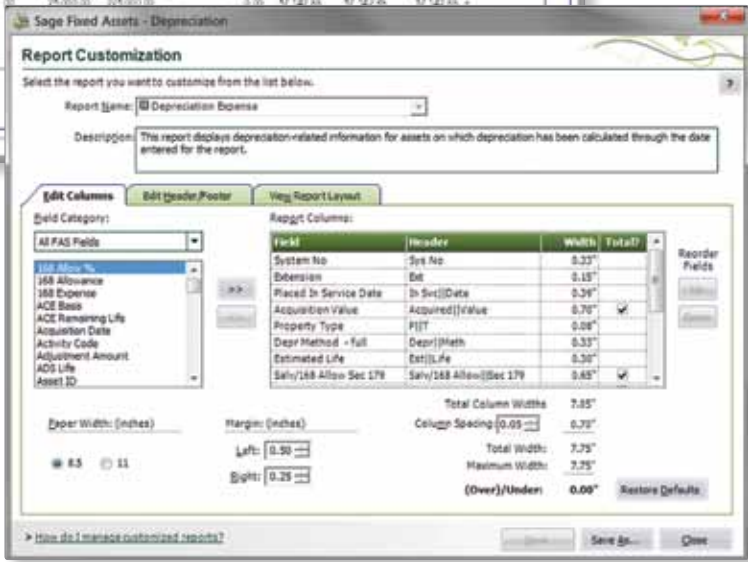 Sage Fixed Assets - Depreciation
Report Customization
Select the report you want to customize from the list below.
?
Report Name: Depreciation Expense
Description: This report displays depreciation-related information for assets on which depreciation has been calculated through the date
entered for the report.
Edit Columns Edit Header/Footer View Report Layout
Field Category: Report Columns:
All FAS Fields
Field Header Width Total?
168 Allow %
168 Allowance
168 Expense
ACE Basis
ACE Remaining Life
Acquisition Date
Activity Code
Adjustment Amount
ADS Life
Asset ID
>>
System No Sys No 0.33"
Extension Ext 0.15"
Placed In Service Date In Svc||Date
Acquisition Value Acquired||Value 0.70"
Property Type P||T 0.08"
Depr Method - full Depr||Meth 0.33"
Estimated Life Est||Life 0.30"
Salv/168 Allow Sec 179 Salv/168 Allow||Sec 179 0.65"
Reorder
Fields
Total Column Widths 7.05"
Paper Width: (inches) Margin: (inches) Column Spacing 0.05 0.70"
8.5 11
Left: 0.50
Right: 0.25
Total Width: 7.75"
Maximum Width: 7.75"
(Over)/Under: 0.00" Restore Defaults
> How do I manage customized reports?
Save As... Close